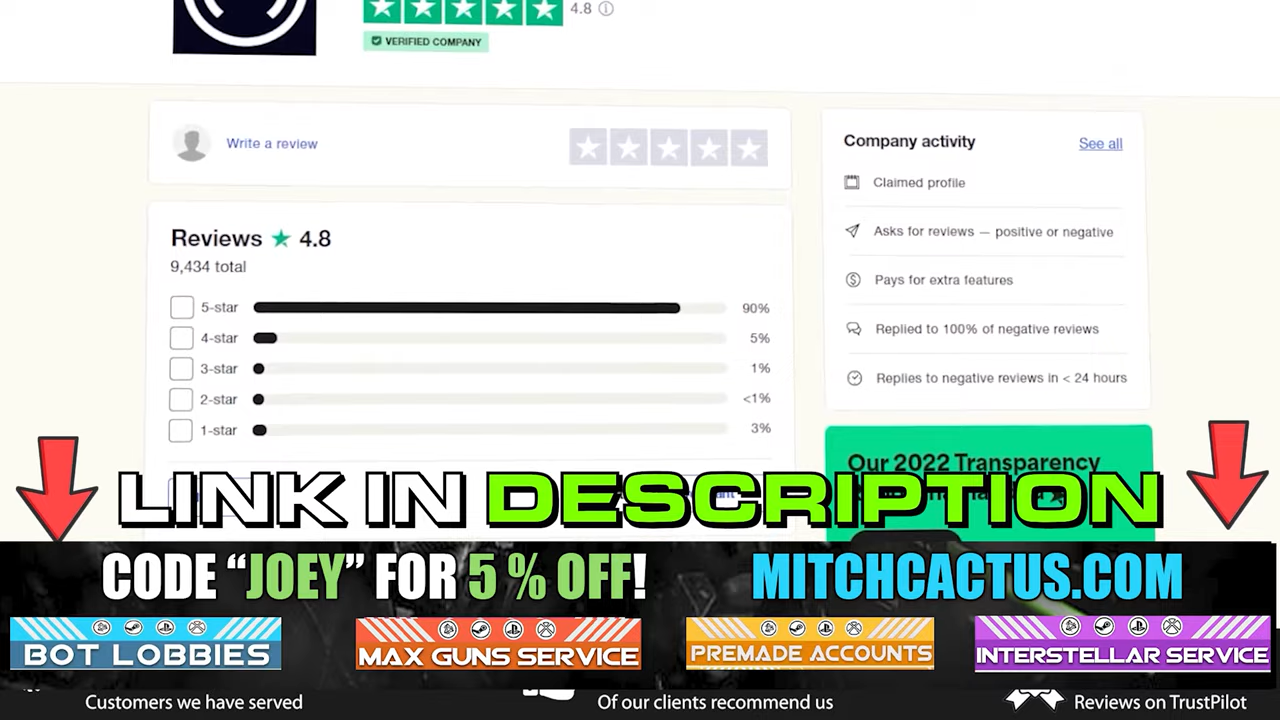 4.8
VERIFIED COMPANY
Write a review
Company activity
See all
Claimed profile
Asks for reviews — positive or negative
Pays for extra features
Replied to 100% of negative reviews
Replies to negative reviews in < 24 hours
Reviews ★ 4.8
9,434 total
5-star 90%
4-star 5%
3-star 1%
2-star <1%
1-star 3%
Our 2022 Transparency
LINK IN DESCRIPTION
CODE “JOEY” FOR 5 % OFF!
MITCHCACTUS.COM
BOT LOBBIES
MAX GUNS SERVICE
PREMADE ACCOUNTS
INTERSTELLAR SERVICE
Customers we have served
Of our clients recommend us
Reviews on TrustPilot